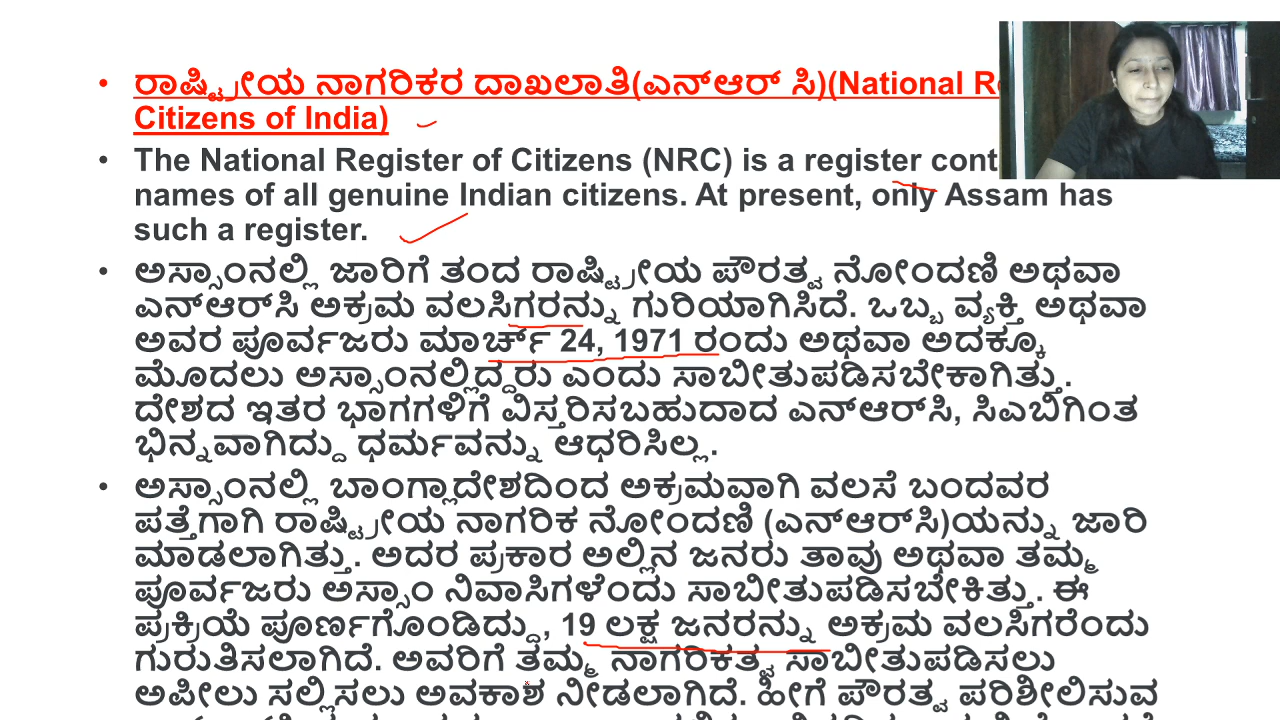 ರಾಷ್ಟ್ರೀಯ ನಾಗರಿಕರ ದಾಖಲಾತಿ(ಎನ್ಆರ್ ಸಿ)(National
Citizens of India)
The National Register of Citizens (NRC) is a register
names of all genuine Indian citizens. At present, only Assam has
such a register.
ಅಸ್ಸಾಂನಲ್ಲಿ ಜಾರಿಗೆ ತಂದ ರಾಷ್ಟ್ರೀಯ ಪೌರತ್ವ ನೋಂದಣಿ ಅಥವಾ
ಎನ್ಆರ್‌ಸಿ ಅಕ್ರಮ ವಲಸಿಗರನ್ನು ಗುರಿಯಾಗಿಸಿದೆ. ಒಬ್ಬ ವ್ಯಕ್ತಿ ಅಥವಾ
ಅವರ ಪೂರ್ವಜರು ಮಾರ್ಚ್ 24, 1971 ರಂದು ಅಥವಾ ಅದಕ್ಕೂ
ಮೊದಲು ಅಸ್ಸಾಂನಲ್ಲಿದ್ದರು ಎಂದು ಸಾಬೀತುಪಡಿಸಬೇಕಾಗಿತ್ತು.
ದೇಶದ ಇತರ ಭಾಗಗಳಿಗೆ ವಿಸ್ತರಿಸಬಹುದಾದ ಎನ್ಆರ್‌ಸಿ, ಸಿಎಬಿಗಿಂತ
ಭಿನ್ನವಾಗಿದ್ದು ಧರ್ಮವನ್ನು ಆಧರಿಸಿಲ್ಲ.
ಅಸ್ಸಾಂನಲ್ಲಿ ಬಾಂಗ್ಲಾದೇಶದಿಂದ ಅಕ್ರಮವಾಗಿ ವಲಸೆ ಬಂದವರ
ಪತ್ತೆಗಾಗಿ ರಾಷ್ಟ್ರೀಯ ನಾಗರಿಕ ನೋಂದಣಿ (ಎನ್ಆರ್‌ಸಿ)ಯನ್ನು ಜಾರಿ
ಮಾಡಲಾಗಿತ್ತು. ಅದರ ಪ್ರಕಾರ ಅಲ್ಲಿನ ಜನರು ತಾವು ಅಥವಾ ತಮ್ಮ
ಪೂರ್ವಜರು ಅಸ್ಸಾಂ ನಿವಾಸಿಗಳೆಂದು ಸಾಬೀತುಪಡಿಸಬೇಕಿತ್ತು. ಈ
ಪ್ರಕ್ರಿಯೆ ಪೂರ್ಣಗೊಂಡಿದ್ದು, 19 ಲಕ್ಷ ಜನರನ್ನು ಅಕ್ರಮ ವಲಸಿಗರೆಂದು
ಗುರುತಿಸಲಾಗಿದೆ. ಅವರಿಗೆ ತಮ್ಮ ನಾಗರಿಕತ್ವ ಸಾಬೀತುಪಡಿಸಲು
ಅಪೀಲು ಸಲ್ಲಿಸಲು ಅವಕಾಶ ನೀಡಲಾಗಿದೆ. ಹೀಗೆ ಪೌರತ್ವ ಪರಿಶೀಲಿಸುವ